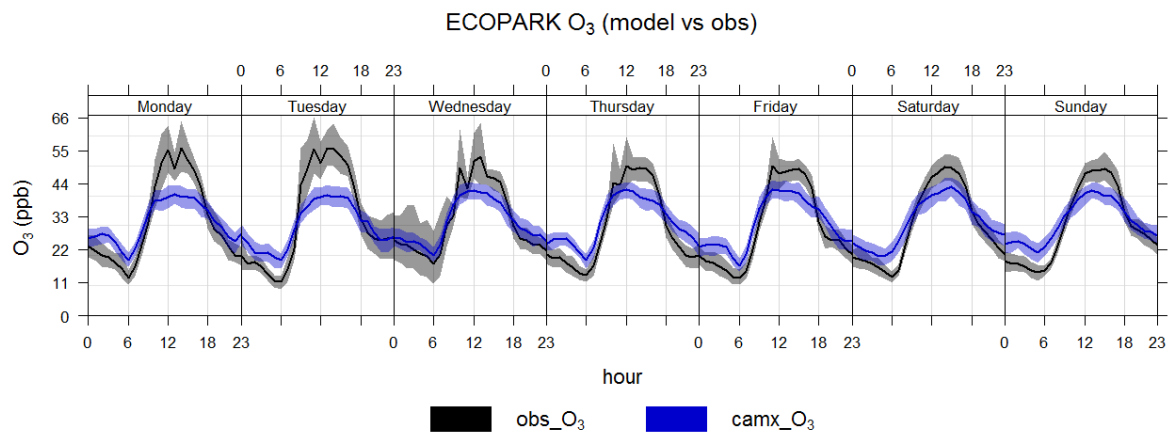 ECOPARK O₃ (model vs obs)
0 6 12 18 23 0 6 12 18 23 0 6 12 18 23
Monday Tuesday Wednesday Thursday Friday Saturday Sunday
66
55
44
33
22
11
0
O₃ (ppb)
0 6 12 18 0 6 12 18 23 0 6 12 18 23 0 6 12 18 23
hour
obs_O₃ camx_O₃